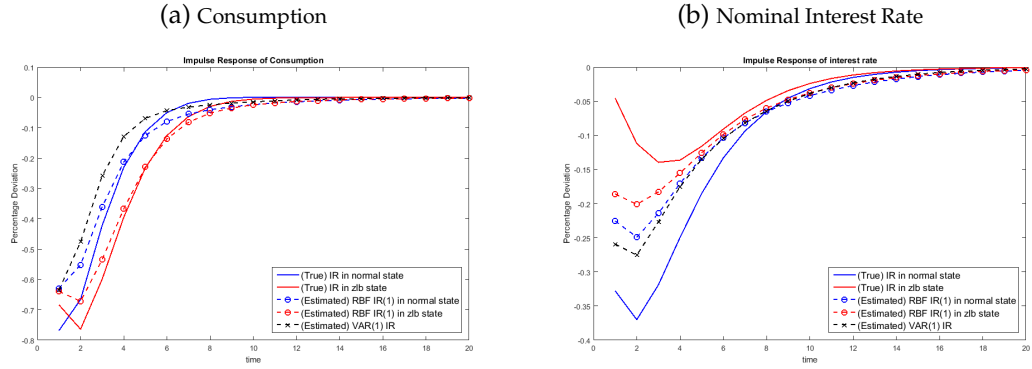 (a) Consumption
Impulse Response of Consumption
0.1
0
-0.1
-0.2
-0.3
-0.4
-0.5
-0.6
-0.7
-0.8
Percentage Deviation
0 2 4 6 8 10 12 14 16 18 20
time
(True) IR in normal state
(True) IR in zlb state
(Estimated) RBF IR(1) in normal state
(Estimated) RBF IR(1) in zlb state
(Estimated) VAR(1) IR
(b) Nominal Interest Rate
Impulse Response of interest rate
0
-0.05
-0.1
-0.15
-0.2
-0.25
-0.3
-0.35
-0.4
Percentage Deviation
0 2 4 6 8 10 12 14 16 18 20
time
(True) IR in normal state
(True) IR in zlb state
(Estimated) RBF IR(1) in normal state
(Estimated) RBF IR(1) in zlb state
(Estimated) VAR(1) IR